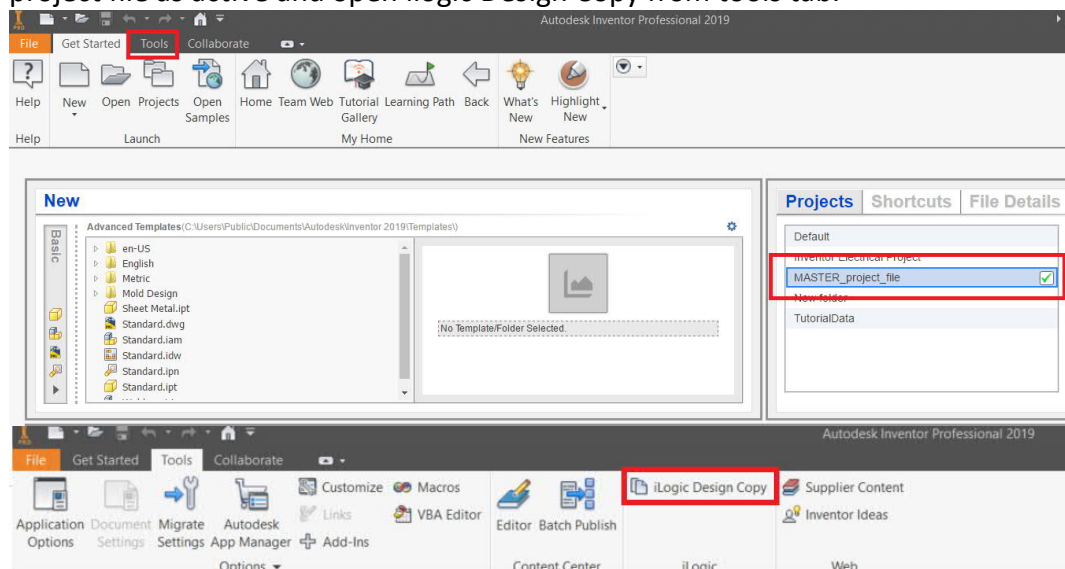 project file as active and open ilogic Design Copy from tools tab.
Autodesk Inventor Professional 2019
PRO
File Get Started Tools Collaborate
Help New Open Projects Open Samples Home Team Web Tutorial Gallery Learning Path Back What's New Highlight New
Help Launch My Home New Features
New
Projects Shortcuts File Details
Basic
Advanced Templates(C:\Users\Public\Documents\Autodesk\Inventor 2019\Templates\)
en-US
English
Metric
Mold Design
Sheet Metal.ipt
Standard.dwg
Standard.iam
Standard.idw
Standard.ipn
Standard.ipt
No Template/Folder Selected.
Default
Inventor Electrical Project
MASTER_project_file
New folder
TutorialData
Autodesk Inventor Professional 2019
PRO
File Get Started Tools Collaborate
Application Options Document Settings Migrate Settings Autodesk App Manager
Customize Macros
Links VBA Editor
Add-Ins
Editor Batch Publish
iLogic Design Copy
Supplier Content
Inventor Ideas
Options Content Center iLogic Web